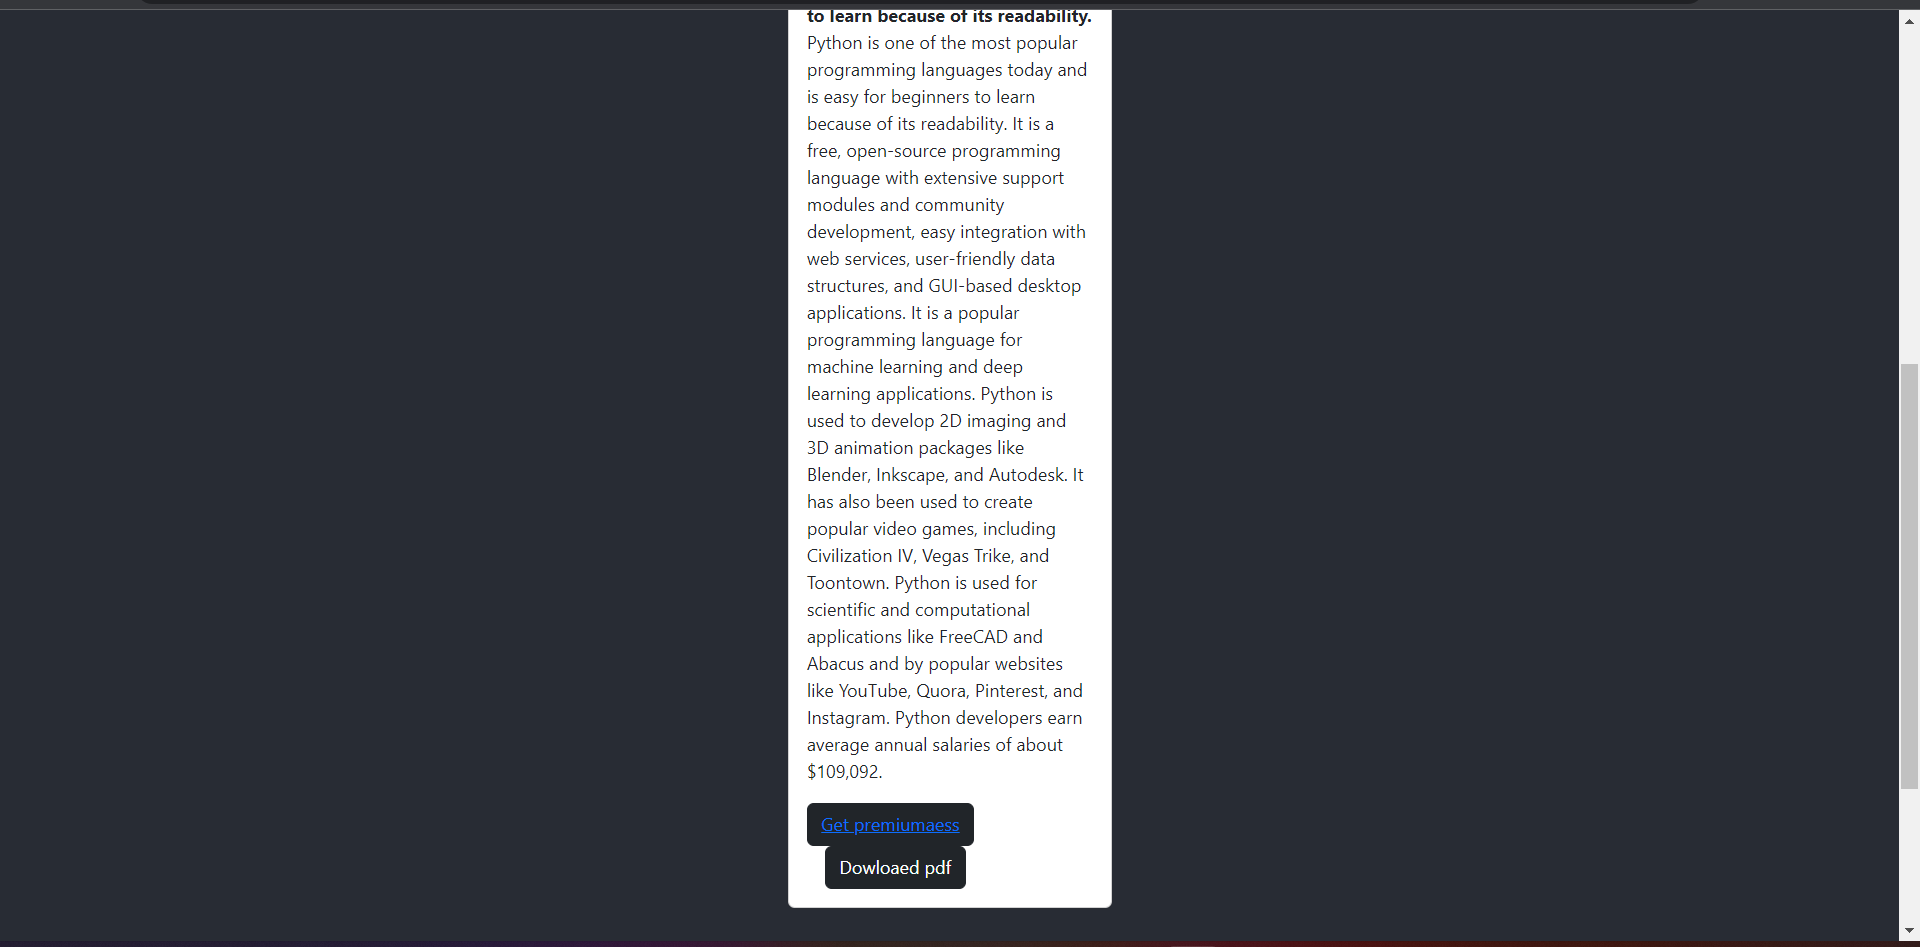 to learn because of its readability.
Python is one of the most popular
programming languages today and
is easy for beginners to learn
because of its readability. It is a
free, open-source programming
language with extensive support
modules and community
development, easy integration with
web services, user-friendly data
structures, and GUI-based desktop
applications. It is a popular
programming language for
machine learning and deep
learning applications. Python is
used to develop 2D imaging and
3D animation packages like
Blender, Inkscape, and Autodesk. It
has also been used to create
popular video games, including
Civilization IV, Vegas Trike, and
Toontown. Python is used for
scientific and computational
applications like FreeCAD and
Abacus and by popular websites
like YouTube, Quora, Pinterest, and
Instagram. Python developers earn
average annual salaries of about
$109,092.
Get premiumaess
Dowloaed pdf